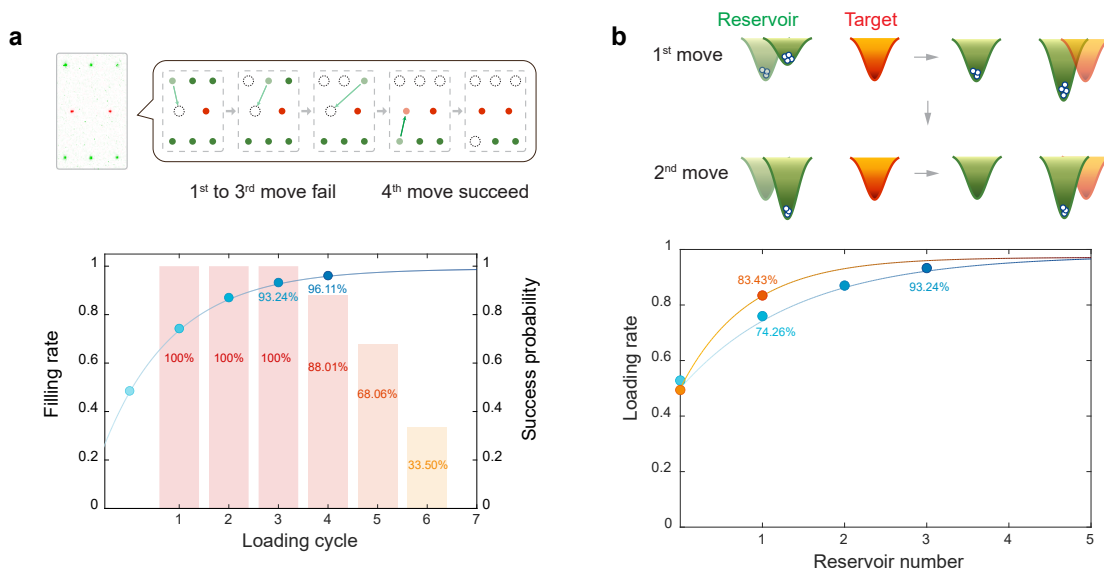 a
1st to 3rd move fail
4th move succeed
Filling rate
Success probability
1
0.8
0.6
0.4
0.2
0
1
0.8
0.6
0.4
0.2
0
93.24%
96.11%
100%
100%
100%
88.01%
68.06%
33.50%
1 2 3 4 5 6 7
Loading cycle
b
Reservoir
Target
1st move
2nd move
Loading rate
1
0.8
0.6
0.4
0.2
0
83.43%
74.26%
93.24%
1 2 3 4 5
Reservoir number